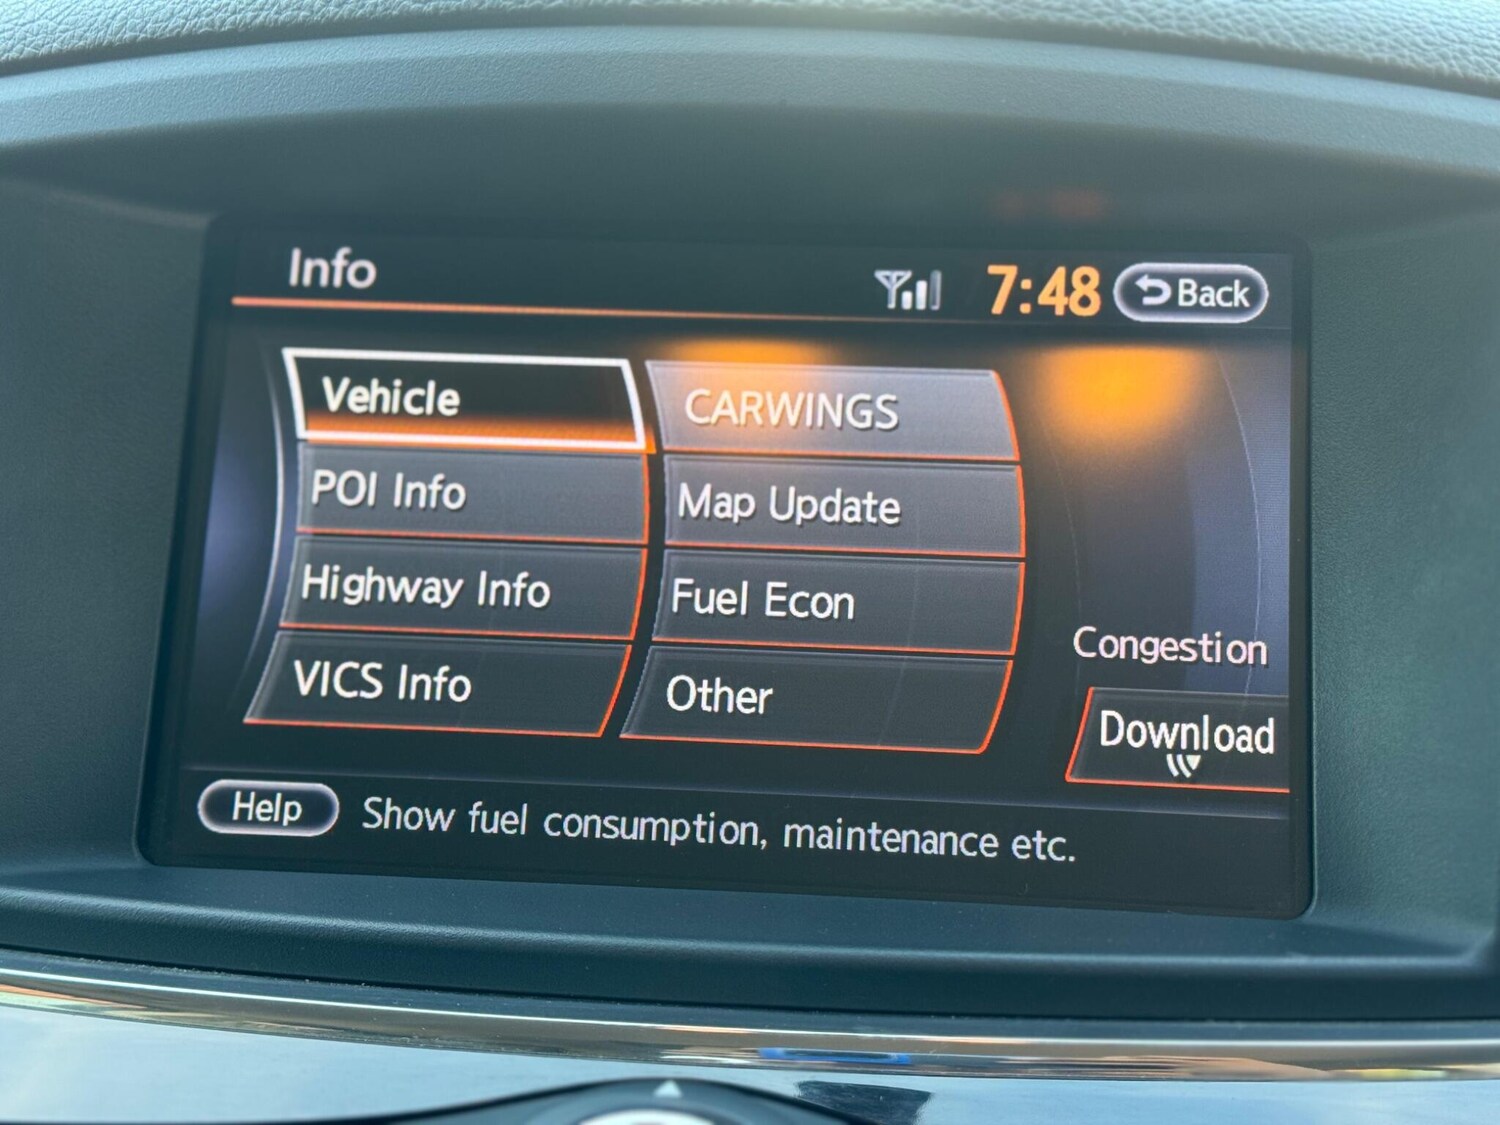 Info
7:48
Back
Vehicle
CARWINGS
POI Info
Map Update
Highway Info
Fuel Econ
VICS Info
Other
Congestion
Download
Help
Show fuel consumption, maintenance etc.